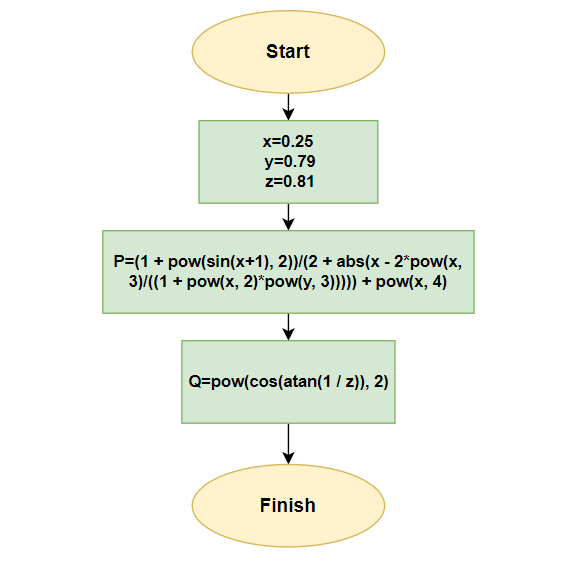 Start
x=0.25
y=0.79
z=0.81
P=(1 + pow(sin(x+1), 2))/(2 + abs(x - 2*pow(x,
3)/((1 + pow(x, 2)*pow(y, 3))))) + pow(x, 4)
Q=pow(cos(atan(1 / z)), 2)
Finish